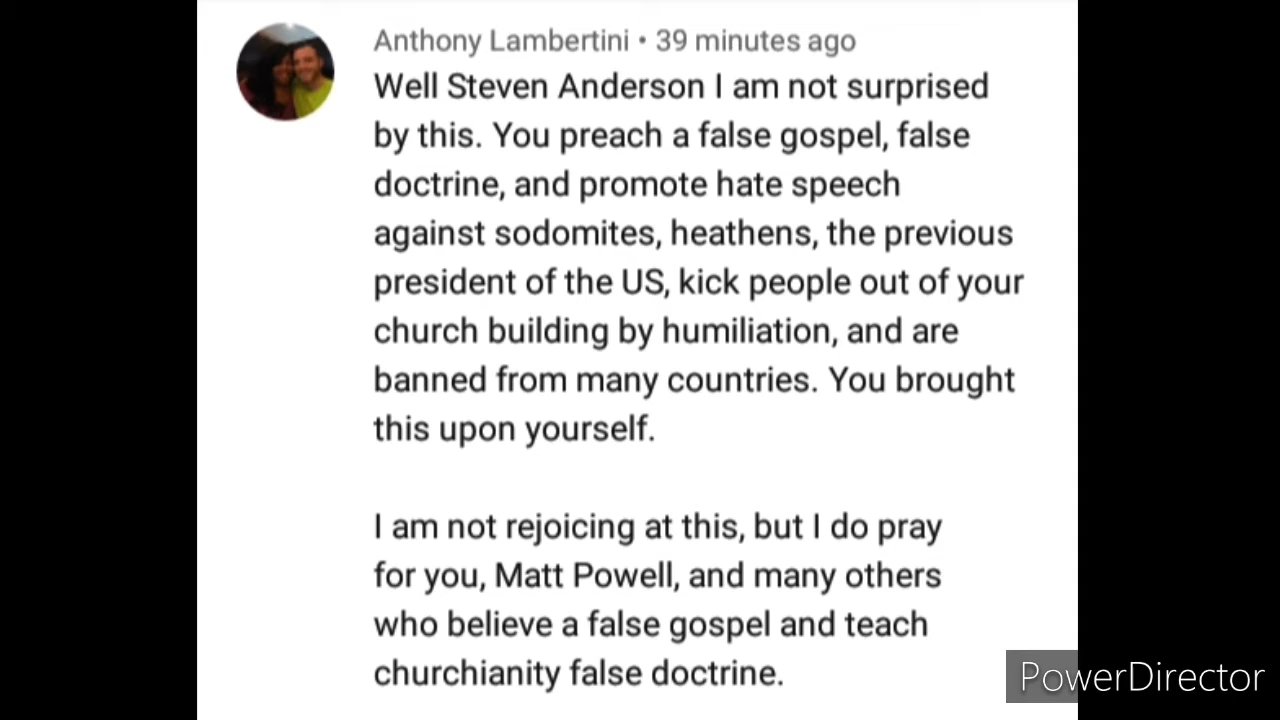 Anthony Lambertini • 39 minutes ago
Well Steven Anderson I am not surprised
by this. You preach a false gospel, false
doctrine, and promote hate speech
against sodomites, heathens, the previous
president of the US, kick people out of your
church building by humiliation, and are
banned from many countries. You brought
this upon yourself.
I am not rejoicing at this, but I do pray
for you, Matt Powell, and many others
who believe a false gospel and teach
churchianity false doctrine.
PowerDirector